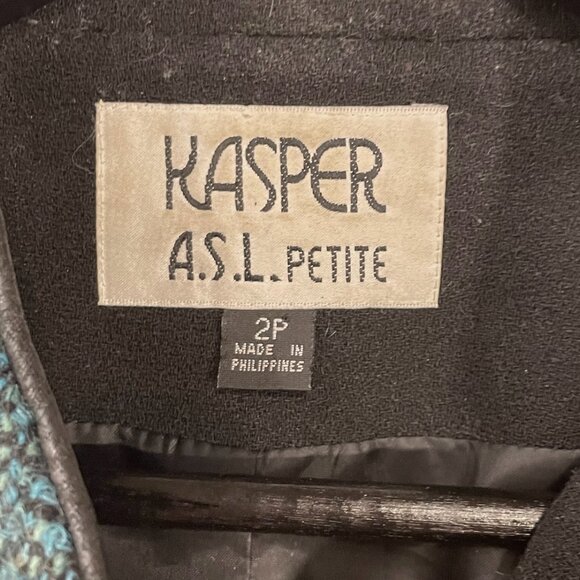 KASPER
A.S.L. PETITE
2P
MADE IN
PHILIPPINES